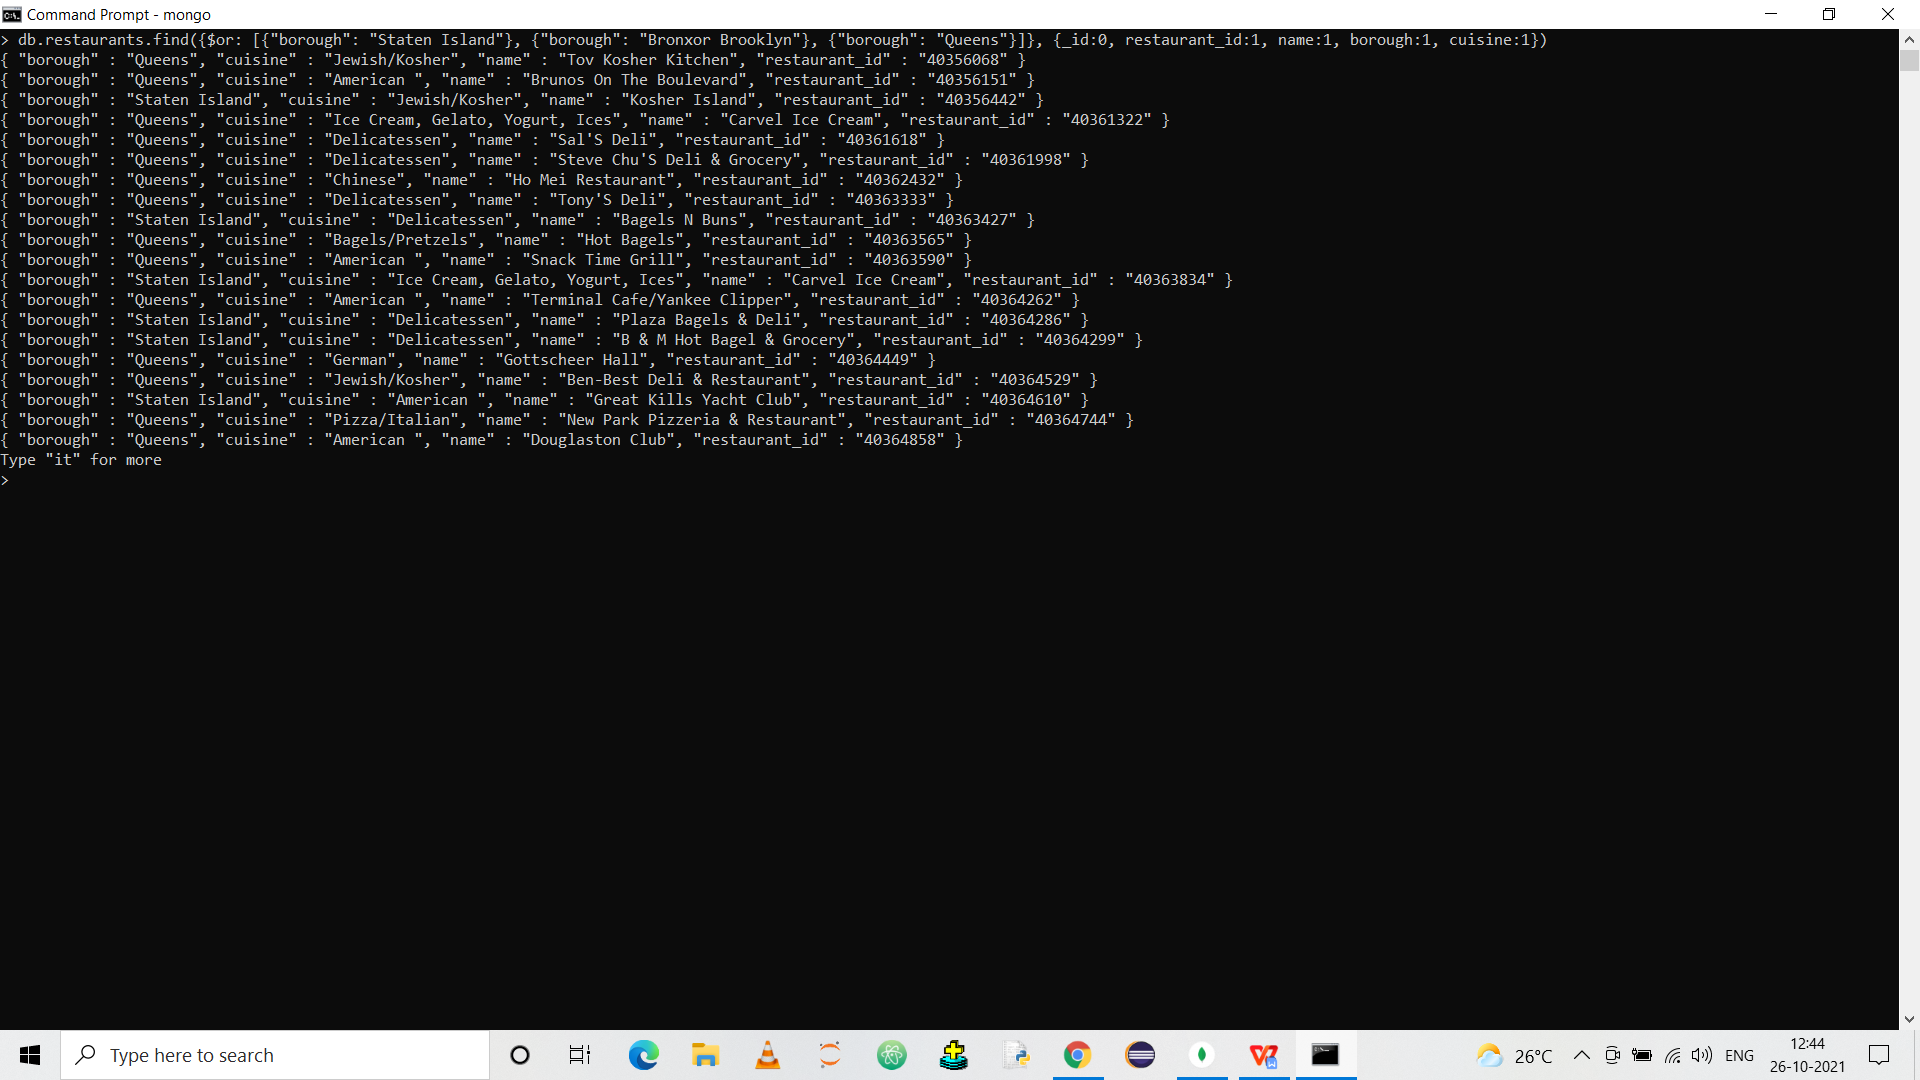 Command Prompt - mongo
> db.restaurants.find({$or: [{"borough": "Staten Island"}, {"borough": "Bronxor Brooklyn"}, {"borough": "Queens"}]}, {_id:0, restaurant_id:1, name:1, borough:1, cuisine:1})
{ "borough" : "Queens", "cuisine" : "Jewish/Kosher", "name" : "Tov Kosher Kitchen", "restaurant_id" : "40356068" }
{ "borough" : "Queens", "cuisine" : "American ", "name" : "Brunos On The Boulevard", "restaurant_id" : "40356151" }
{ "borough" : "Staten Island", "cuisine" : "Jewish/Kosher", "name" : "Kosher Island", "restaurant_id" : "40356442" }
{ "borough" : "Queens", "cuisine" : "Ice Cream, Gelato, Yogurt, Ices", "name" : "Carvel Ice Cream", "restaurant_id" : "40361322" }
{ "borough" : "Queens", "cuisine" : "Delicatessen", "name" : "Sal'S Deli", "restaurant_id" : "40361618" }
{ "borough" : "Queens", "cuisine" : "Delicatessen", "name" : "Steve Chu'S Deli & Grocery", "restaurant_id" : "40361998" }
{ "borough" : "Queens", "cuisine" : "Chinese", "name" : "Ho Mei Restaurant", "restaurant_id" : "40362432" }
{ "borough" : "Queens", "cuisine" : "Delicatessen", "name" : "Tony'S Deli", "restaurant_id" : "40363333" }
{ "borough" : "Staten Island", "cuisine" : "Delicatessen", "name" : "Bagels N Buns", "restaurant_id" : "40363427" }
{ "borough" : "Queens", "cuisine" : "Bagels/Pretzels", "name" : "Hot Bagels", "restaurant_id" : "40363565" }
{ "borough" : "Queens", "cuisine" : "American ", "name" : "Snack Time Grill", "restaurant_id" : "40363590" }
{ "borough" : "Staten Island", "cuisine" : "Ice Cream, Gelato, Yogurt, Ices", "name" : "Carvel Ice Cream", "restaurant_id" : "40363834" }
{ "borough" : "Queens", "cuisine" : "American ", "name" : "Terminal Cafe/Yankee Clipper", "restaurant_id" : "40364262" }
{ "borough" : "Staten Island", "cuisine" : "Delicatessen", "name" : "Plaza Bagels & Deli", "restaurant_id" : "40364286" }
{ "borough" : "Staten Island", "cuisine" : "Delicatessen", "name" : "B & M Hot Bagel & Grocery", "restaurant_id" : "40364299" }
{ "borough" : "Queens", "cuisine" : "German", "name" : "Gottscheer Hall", "restaurant_id" : "40364449" }
{ "borough" : "Queens", "cuisine" : "Jewish/Kosher", "name" : "Ben-Best Deli & Restaurant", "restaurant_id" : "40364529" }
{ "borough" : "Staten Island", "cuisine" : "American ", "name" : "Great Kills Yacht Club", "restaurant_id" : "40364610" }
{ "borough" : "Queens", "cuisine" : "Pizza/Italian", "name" : "New Park Pizzeria & Restaurant", "restaurant_id" : "40364744" }
{ "borough" : "Queens", "cuisine" : "American ", "name" : "Douglaston Club", "restaurant_id" : "40364858" }
Type "it" for more
>
Type here to search
26°C
ENG
12:44
26-10-2021